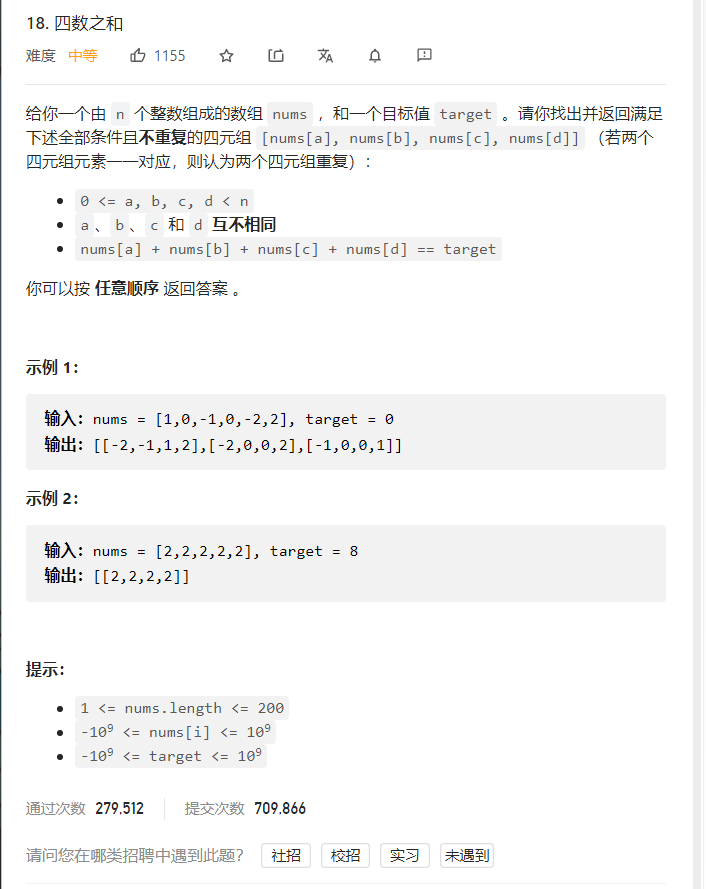 18. 四数之和
难度 中等 1155
给你一个由 n 个整数组成的数组 nums ，和一个目标值 target 。请你找出并返回满足
下述全部条件且不重复的四元组 [nums[a], nums[b], nums[c], nums[d]] （若两个
四元组元素一一对应，则认为两个四元组重复）：
0 <= a, b, c, d < n
a、b、c 和 d 互不相同
nums[a] + nums[b] + nums[c] + nums[d] == target
你可以按 任意顺序 返回答案 。
示例 1：
输入：nums = [1,0,-1,0,-2,2], target = 0
输出：[[-2,-1,1,2],[-2,0,0,2],[-1,0,0,1]]
示例 2：
输入：nums = [2,2,2,2,2], target = 8
输出：[[2,2,2,2]]
提示：
1 <= nums.length <= 200
-10⁹ <= nums[i] <= 10⁹
-10⁹ <= target <= 10⁹
通过次数 279,512 提交次数 709,866
请问您在哪类招聘中遇到此题？ 社招 校招 实习 未遇到